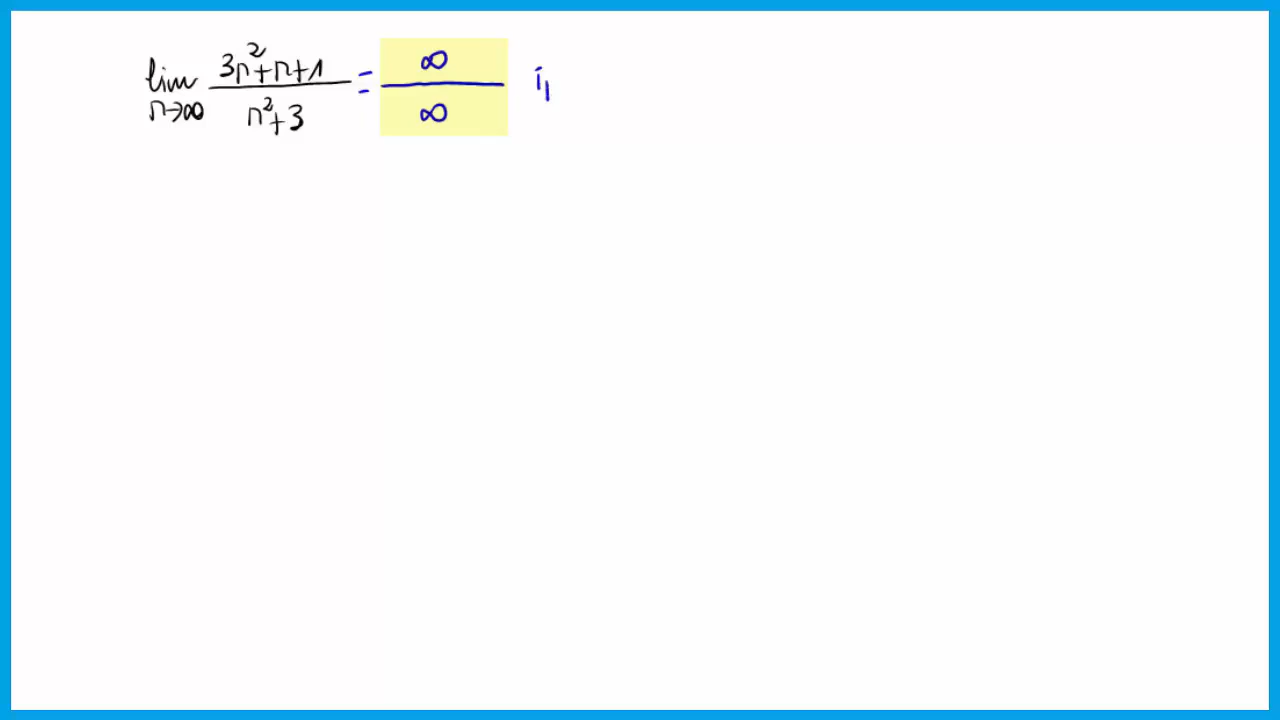 lim n→∞ (3n²+n+1)/(n²+3) = ∞/∞